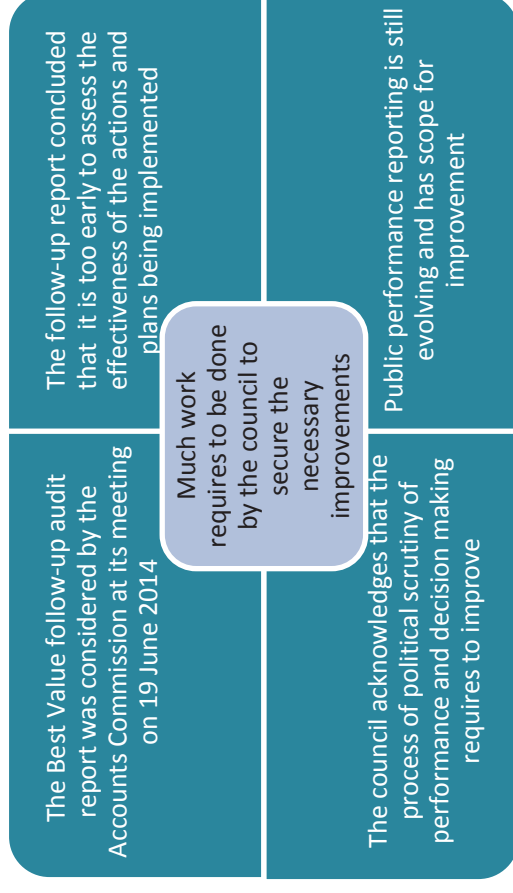 The Best Value follow-up audit
report was considered by the
Accounts Commission at its meeting
on 19 June 2014
The follow-up report concluded
that it is too early to assess the
effectiveness of the actions and
plans being implemented
Much work
requires to be done
by the council to
secure the
necessary
improvements
The council acknowledges that the
process of political scrutiny of
performance and decision making
requires to improve
Public performance reporting is still
evolving and has scope for
improvement